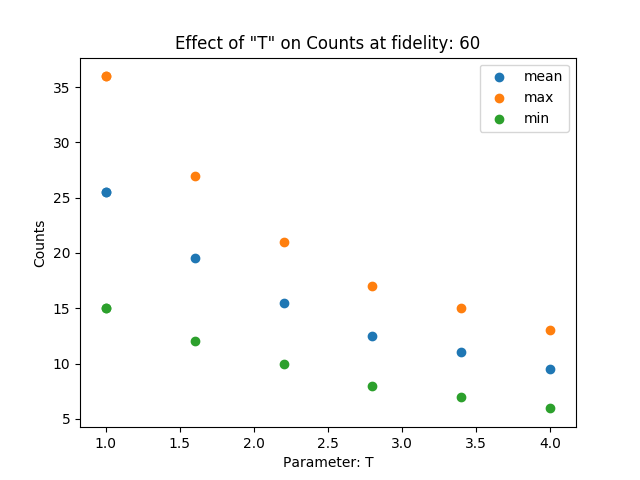 Effect of "T" on Counts at fidelity: 60
mean
max
min
Counts
35
30
25
20
15
10
5
1.0 1.5 2.0 2.5 3.0 3.5 4.0
Parameter: T